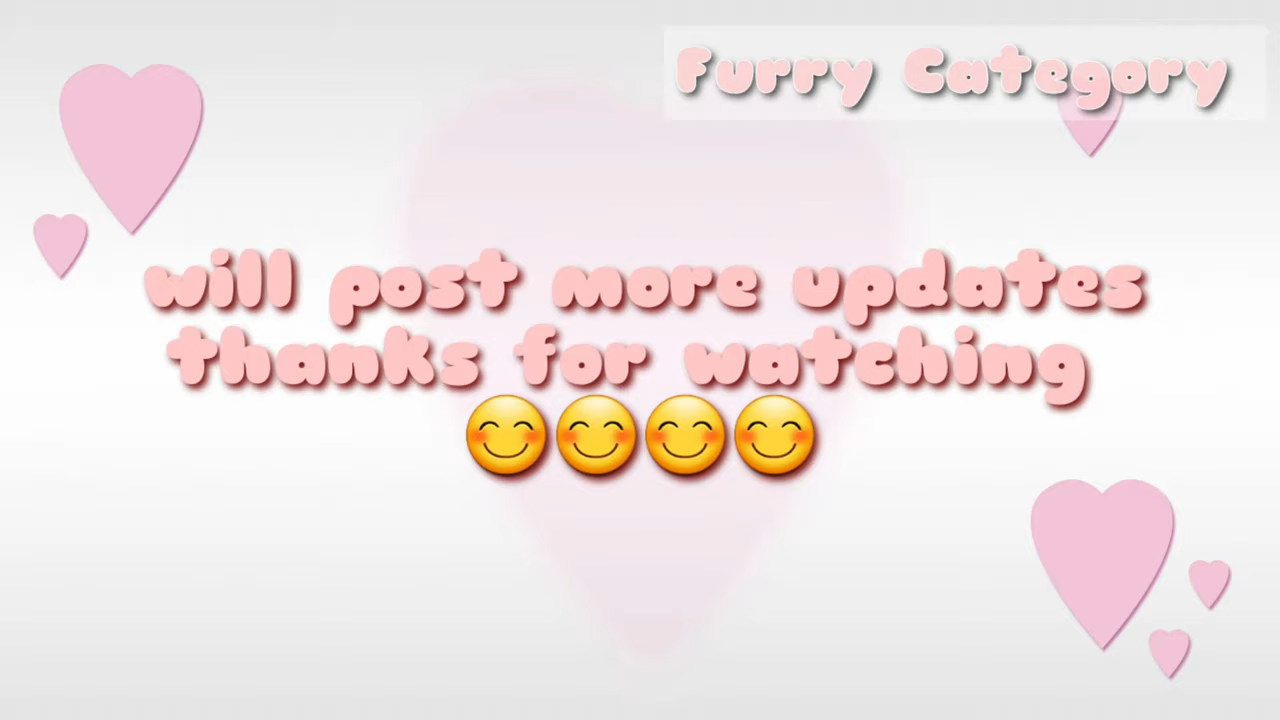 Furry Category
will post more updates
thanks for watching
😊😊😊😊